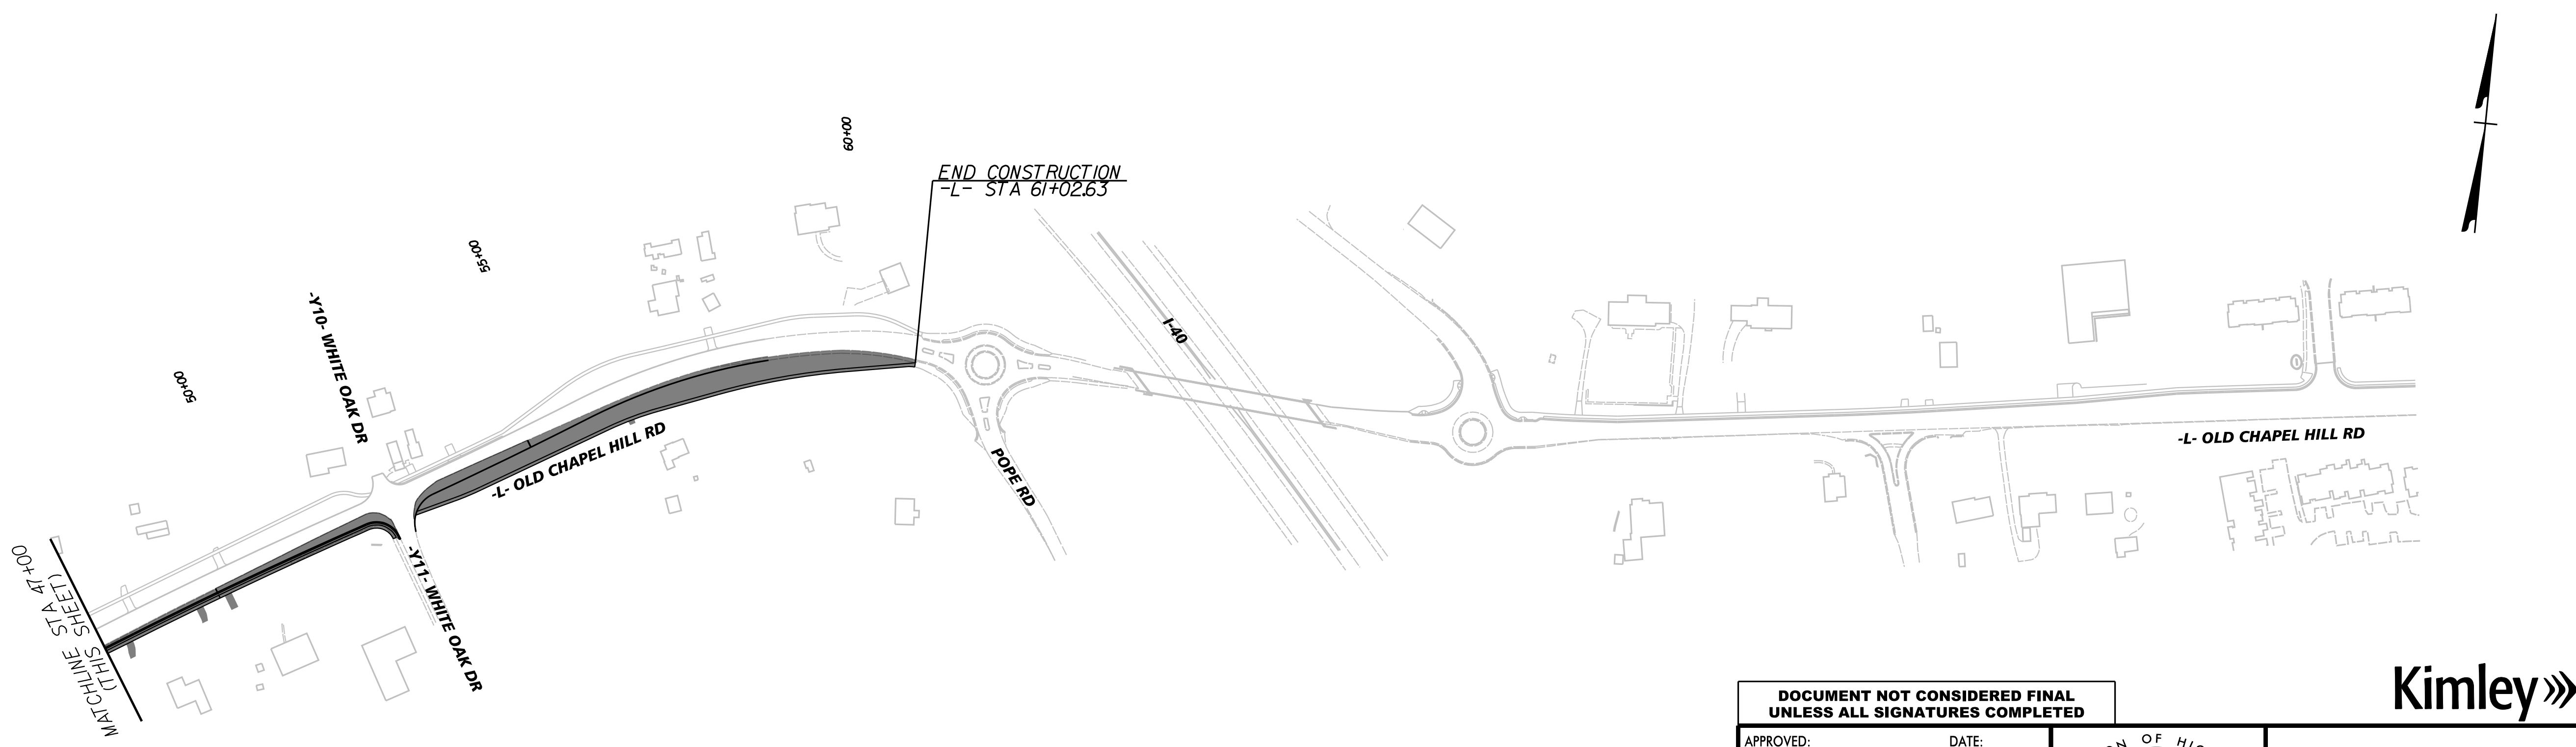 60+00
END CONSTRUCTION
-L- STA 61+02.63
55+00
-Y10- WHITE OAK DR
50+00
I-40
-L- OLD CHAPEL HILL RD
POPE RD
-L- OLD CHAPEL HILL RD
MATCHLINE STA 47+00
(THIS SHEET)
-Y11- WHITE OAK DR
Kimley
DOCUMENT NOT CONSIDERED FINAL
UNLESS ALL SIGNATURES COMPLETED
APPROVED:
DATE:
OF